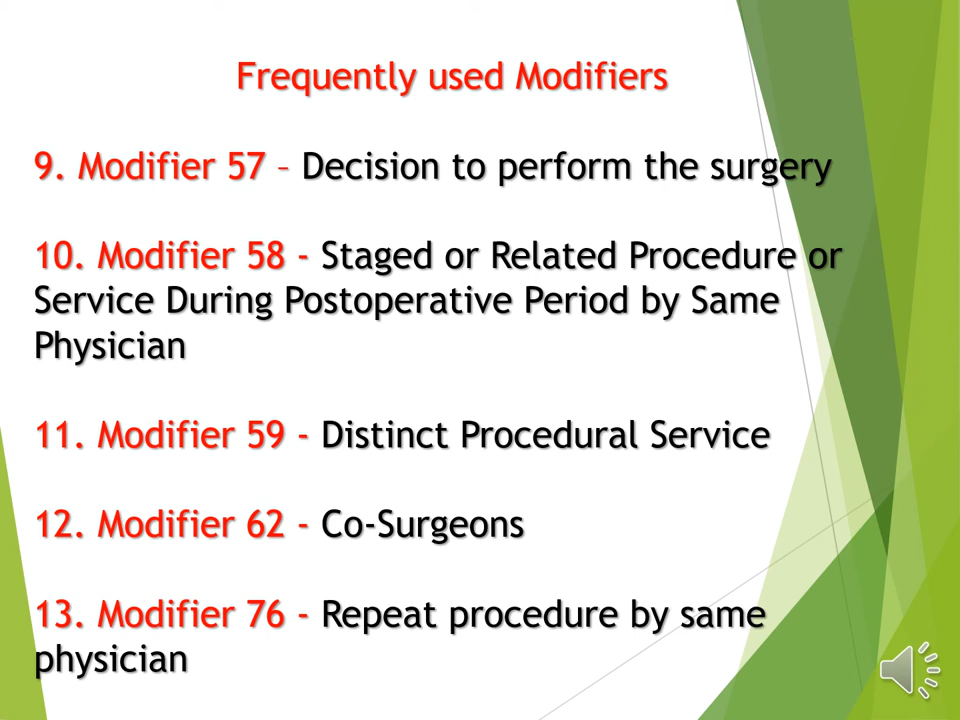 Frequently used Modifiers
9. Modifier 57 – Decision to perform the surgery
10. Modifier 58 - Staged or Related Procedure or
Service During Postoperative Period by Same
Physician
11. Modifier 59 - Distinct Procedural Service
12. Modifier 62 - Co-Surgeons
13. Modifier 76 - Repeat procedure by same
physician